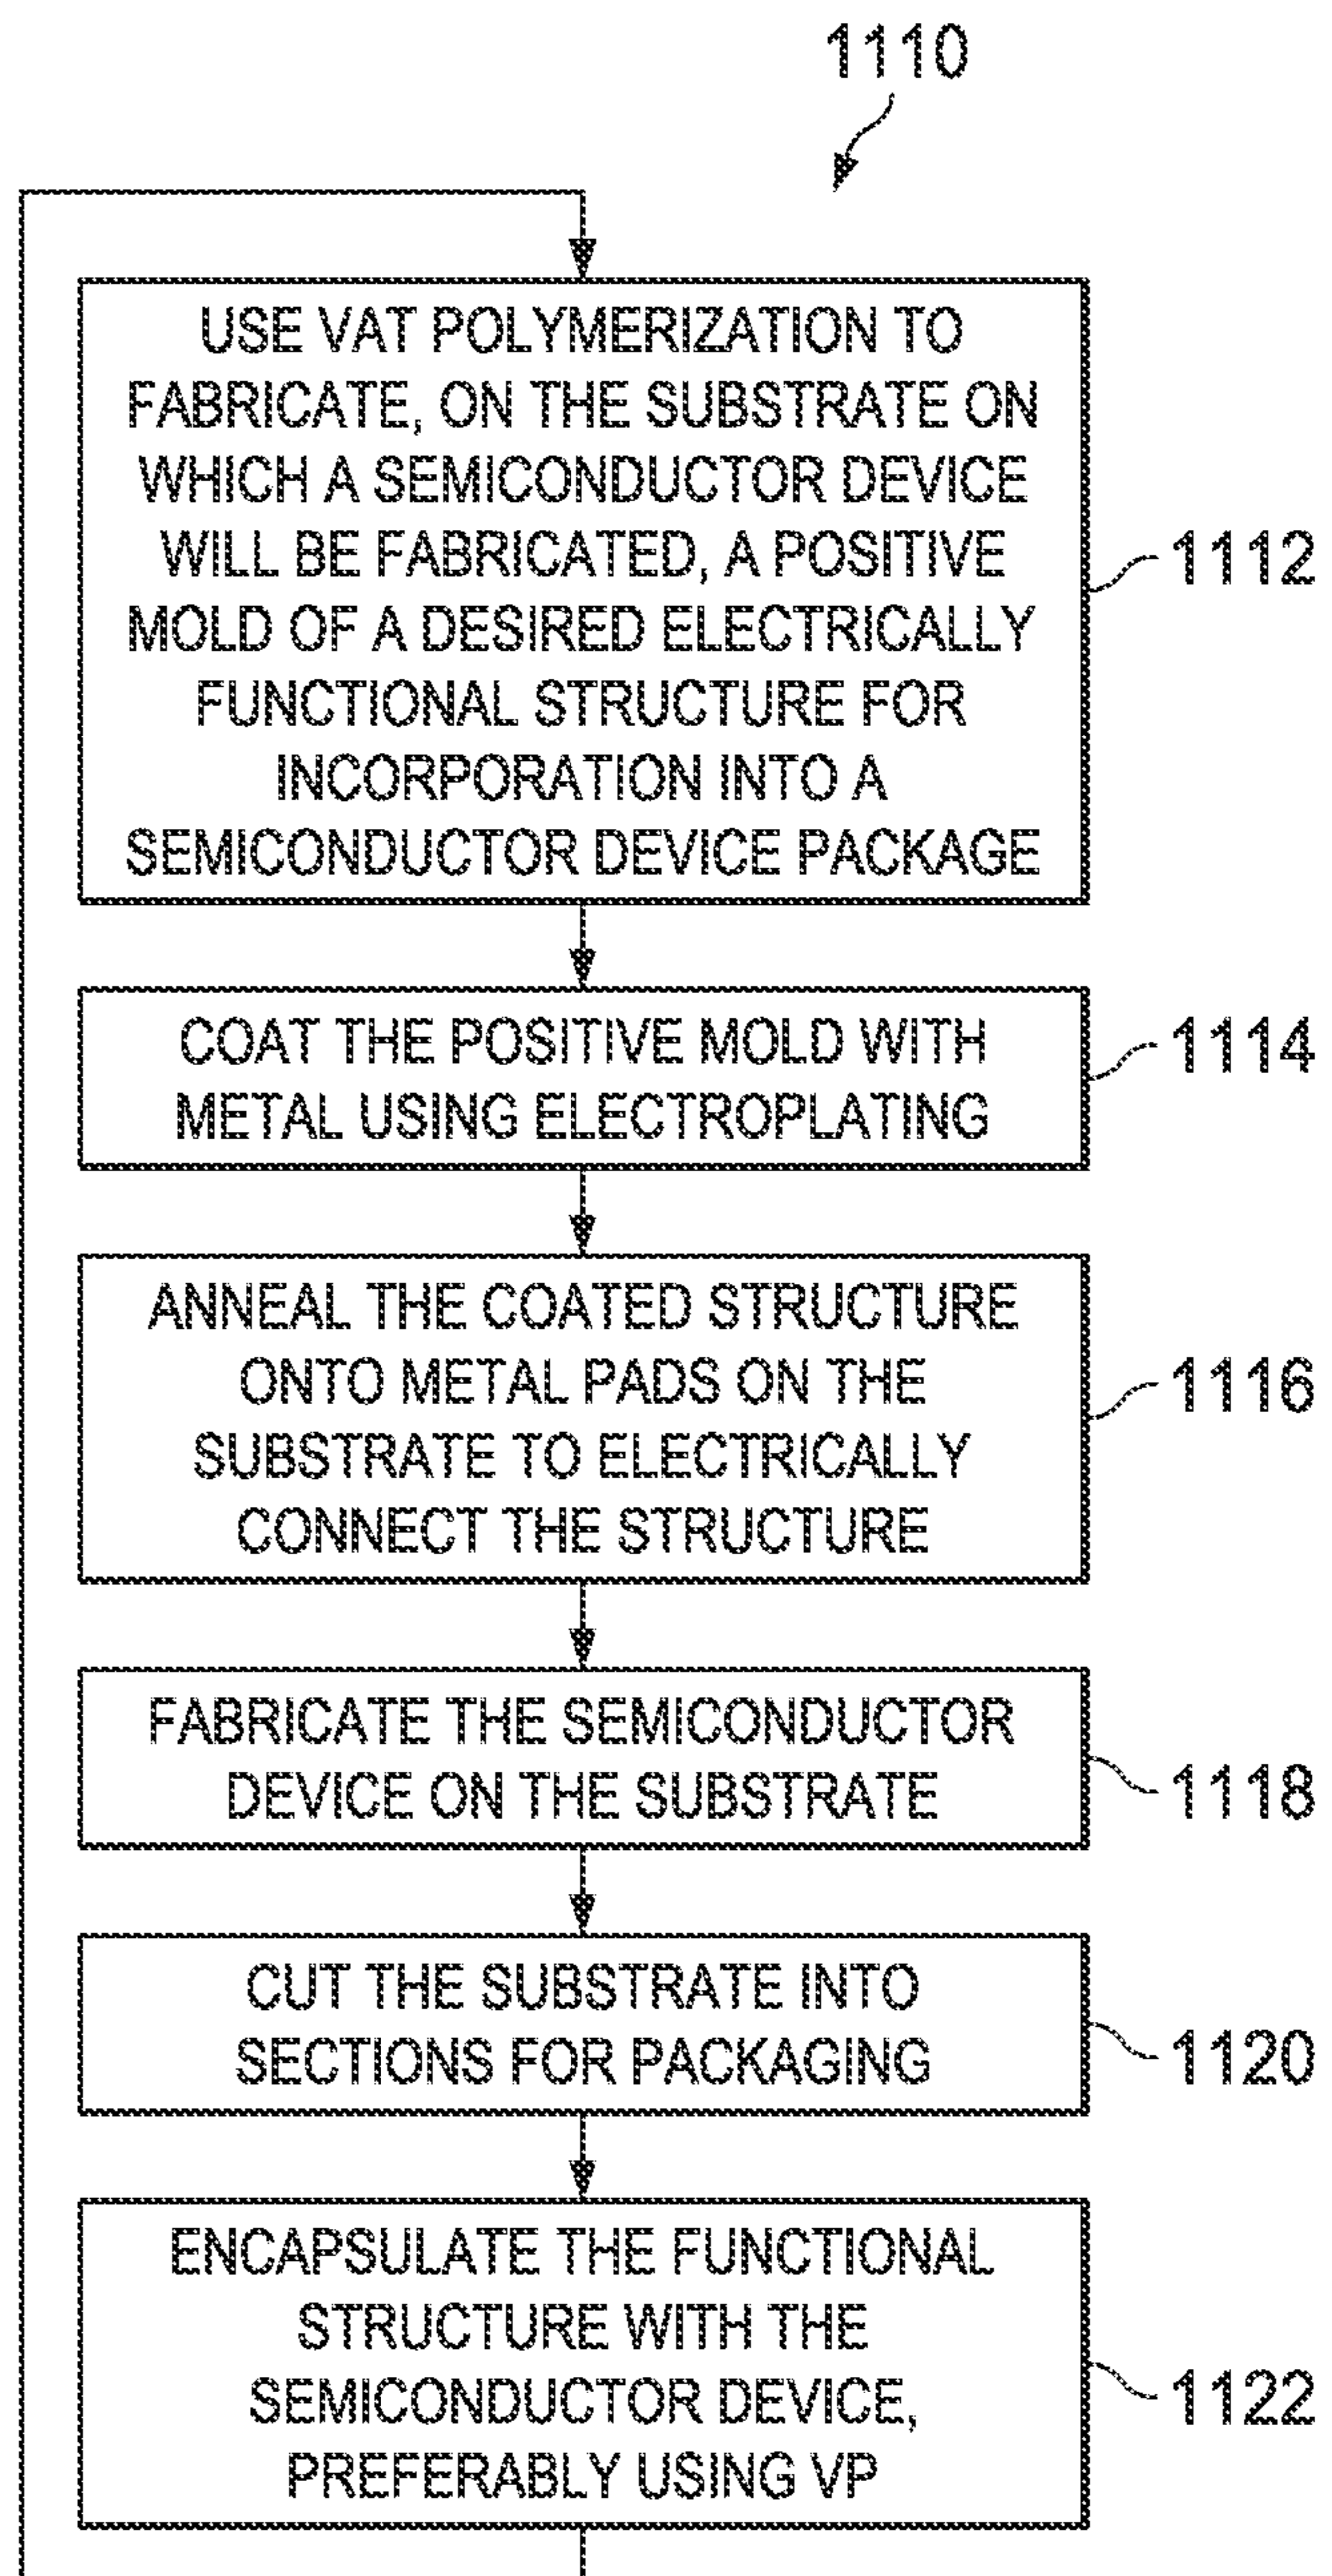 1110
USE VAT POLYMERIZATION TO
FABRICATE, ON THE SUBSTRATE ON
WHICH A SEMICONDUCTOR DEVICE
WILL BE FABRICATED, A POSITIVE
MOLD OF A DESIRED ELECTRICALLY
FUNCTIONAL STRUCTURE FOR
INCORPORATION INTO A
SEMICONDUCTOR DEVICE PACKAGE
1112
COAT THE POSITIVE MOLD WITH
METAL USING ELECTROPLATING
1114
ANNEAL THE COATED STRUCTURE
ONTO METAL PADS ON THE
SUBSTRATE TO ELECTRICALLY
CONNECT THE STRUCTURE
1116
FABRICATE THE SEMICONDUCTOR
DEVICE ON THE SUBSTRATE
1118
CUT THE SUBSTRATE INTO
SECTIONS FOR PACKAGING
1120
ENCAPSULATE THE FUNCTIONAL
STRUCTURE WITH THE
SEMICONDUCTOR DEVICE,
PREFERABLY USING VP
1122